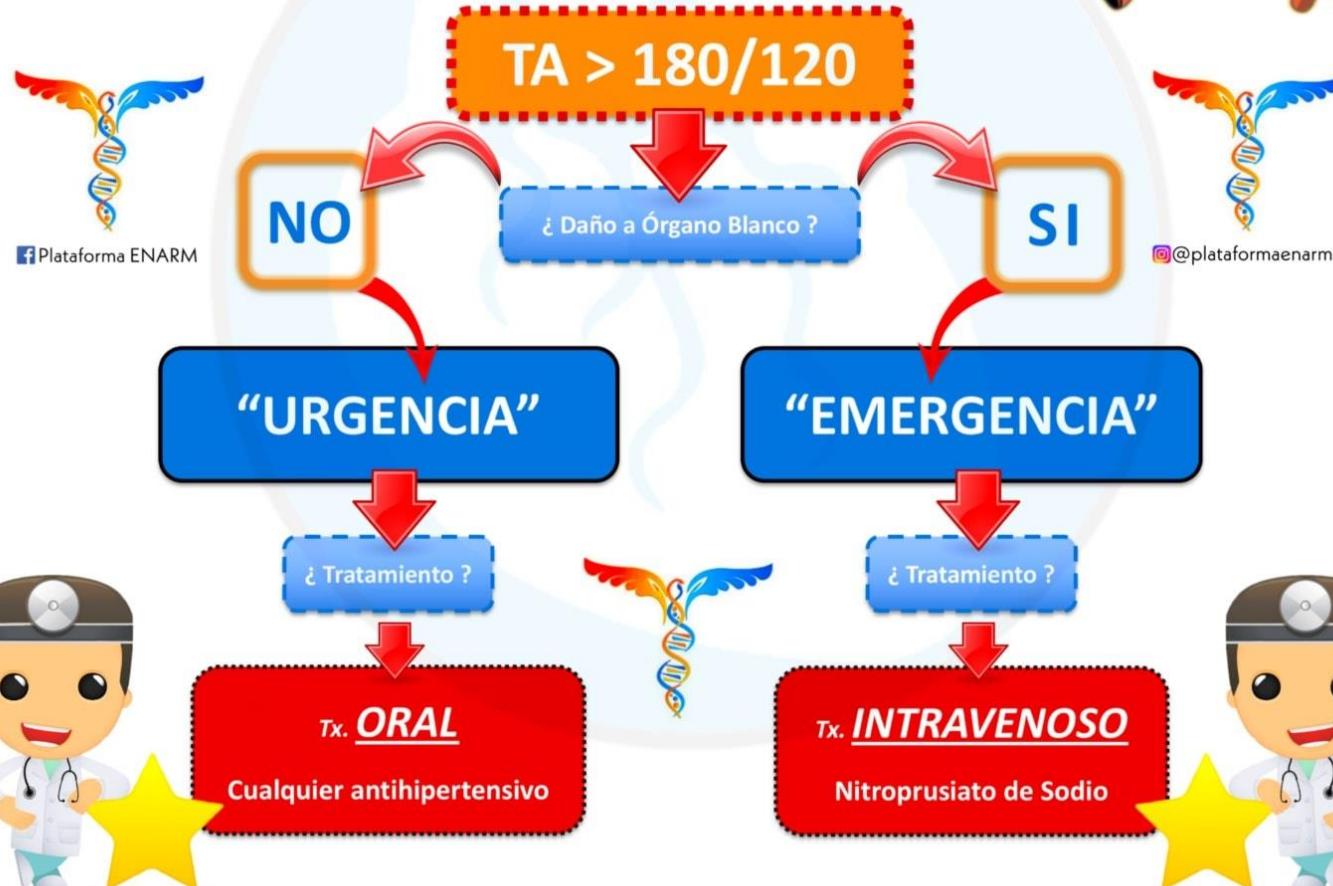 TA > 180/120
NO
¿ Daño a Órgano Blanco ?
SI
Plataforma ENARM
@plataformaenarm
“URGENCIA”
“EMERGENCIA”
¿ Tratamiento ?
¿ Tratamiento ?
Tx. ORAL
Cualquier antihipertensivo
Tx. INTRAVENOSO
Nitroprusiato de Sodio